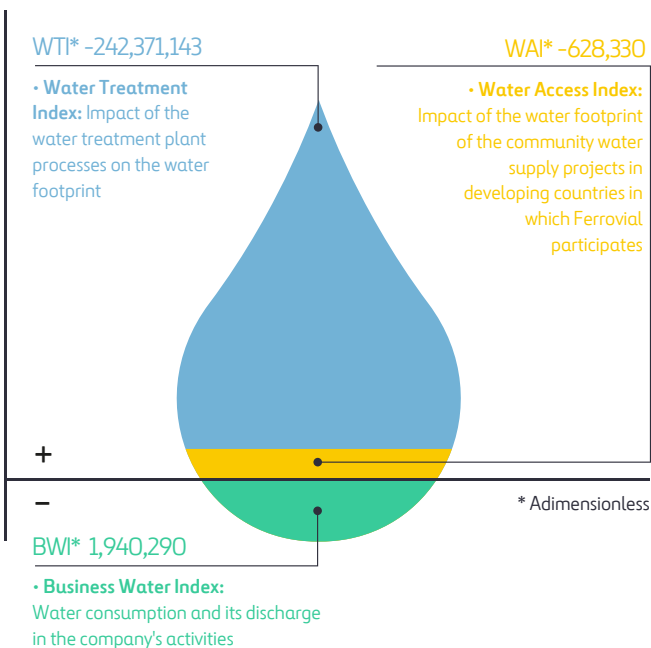 WTI* -242,371,143
• Water Treatment
Index: Impact of the
water treatment plant
processes on the water
footprint
WAI* -628,330
• Water Access Index:
Impact of the water footprint
of the community water
supply projects in
developing countries in
which Ferrovial
participates
+
–
* Adimensionless
BWI* 1,940,290
• Business Water Index:
Water consumption and its discharge
in the company's activities